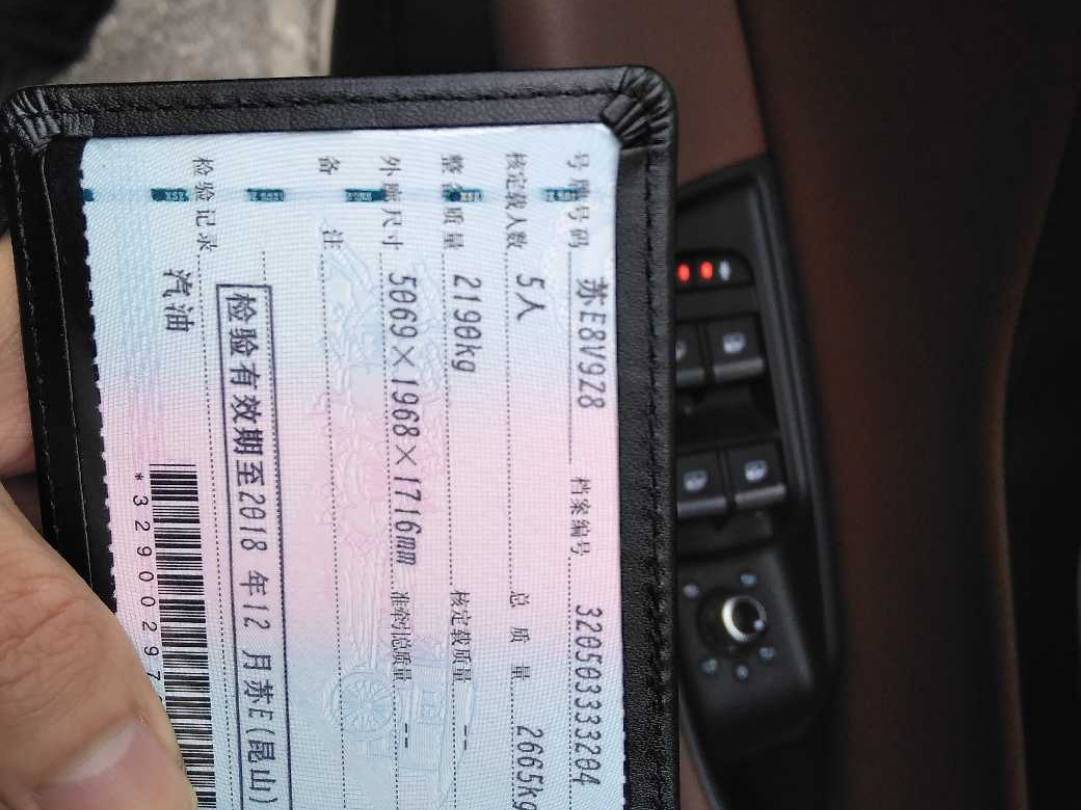 号牌号码 苏E8V9Z8 档案编号 320503333204
核定载人数 5人 总质量 2665kg
整备质量 2190kg 核定载质量 --
外廓尺寸 5069×1968×1716mm 准牵引总质量 --
备注
检验有效期至2018年12月苏E(昆山)
检验记录
汽油
*32900297